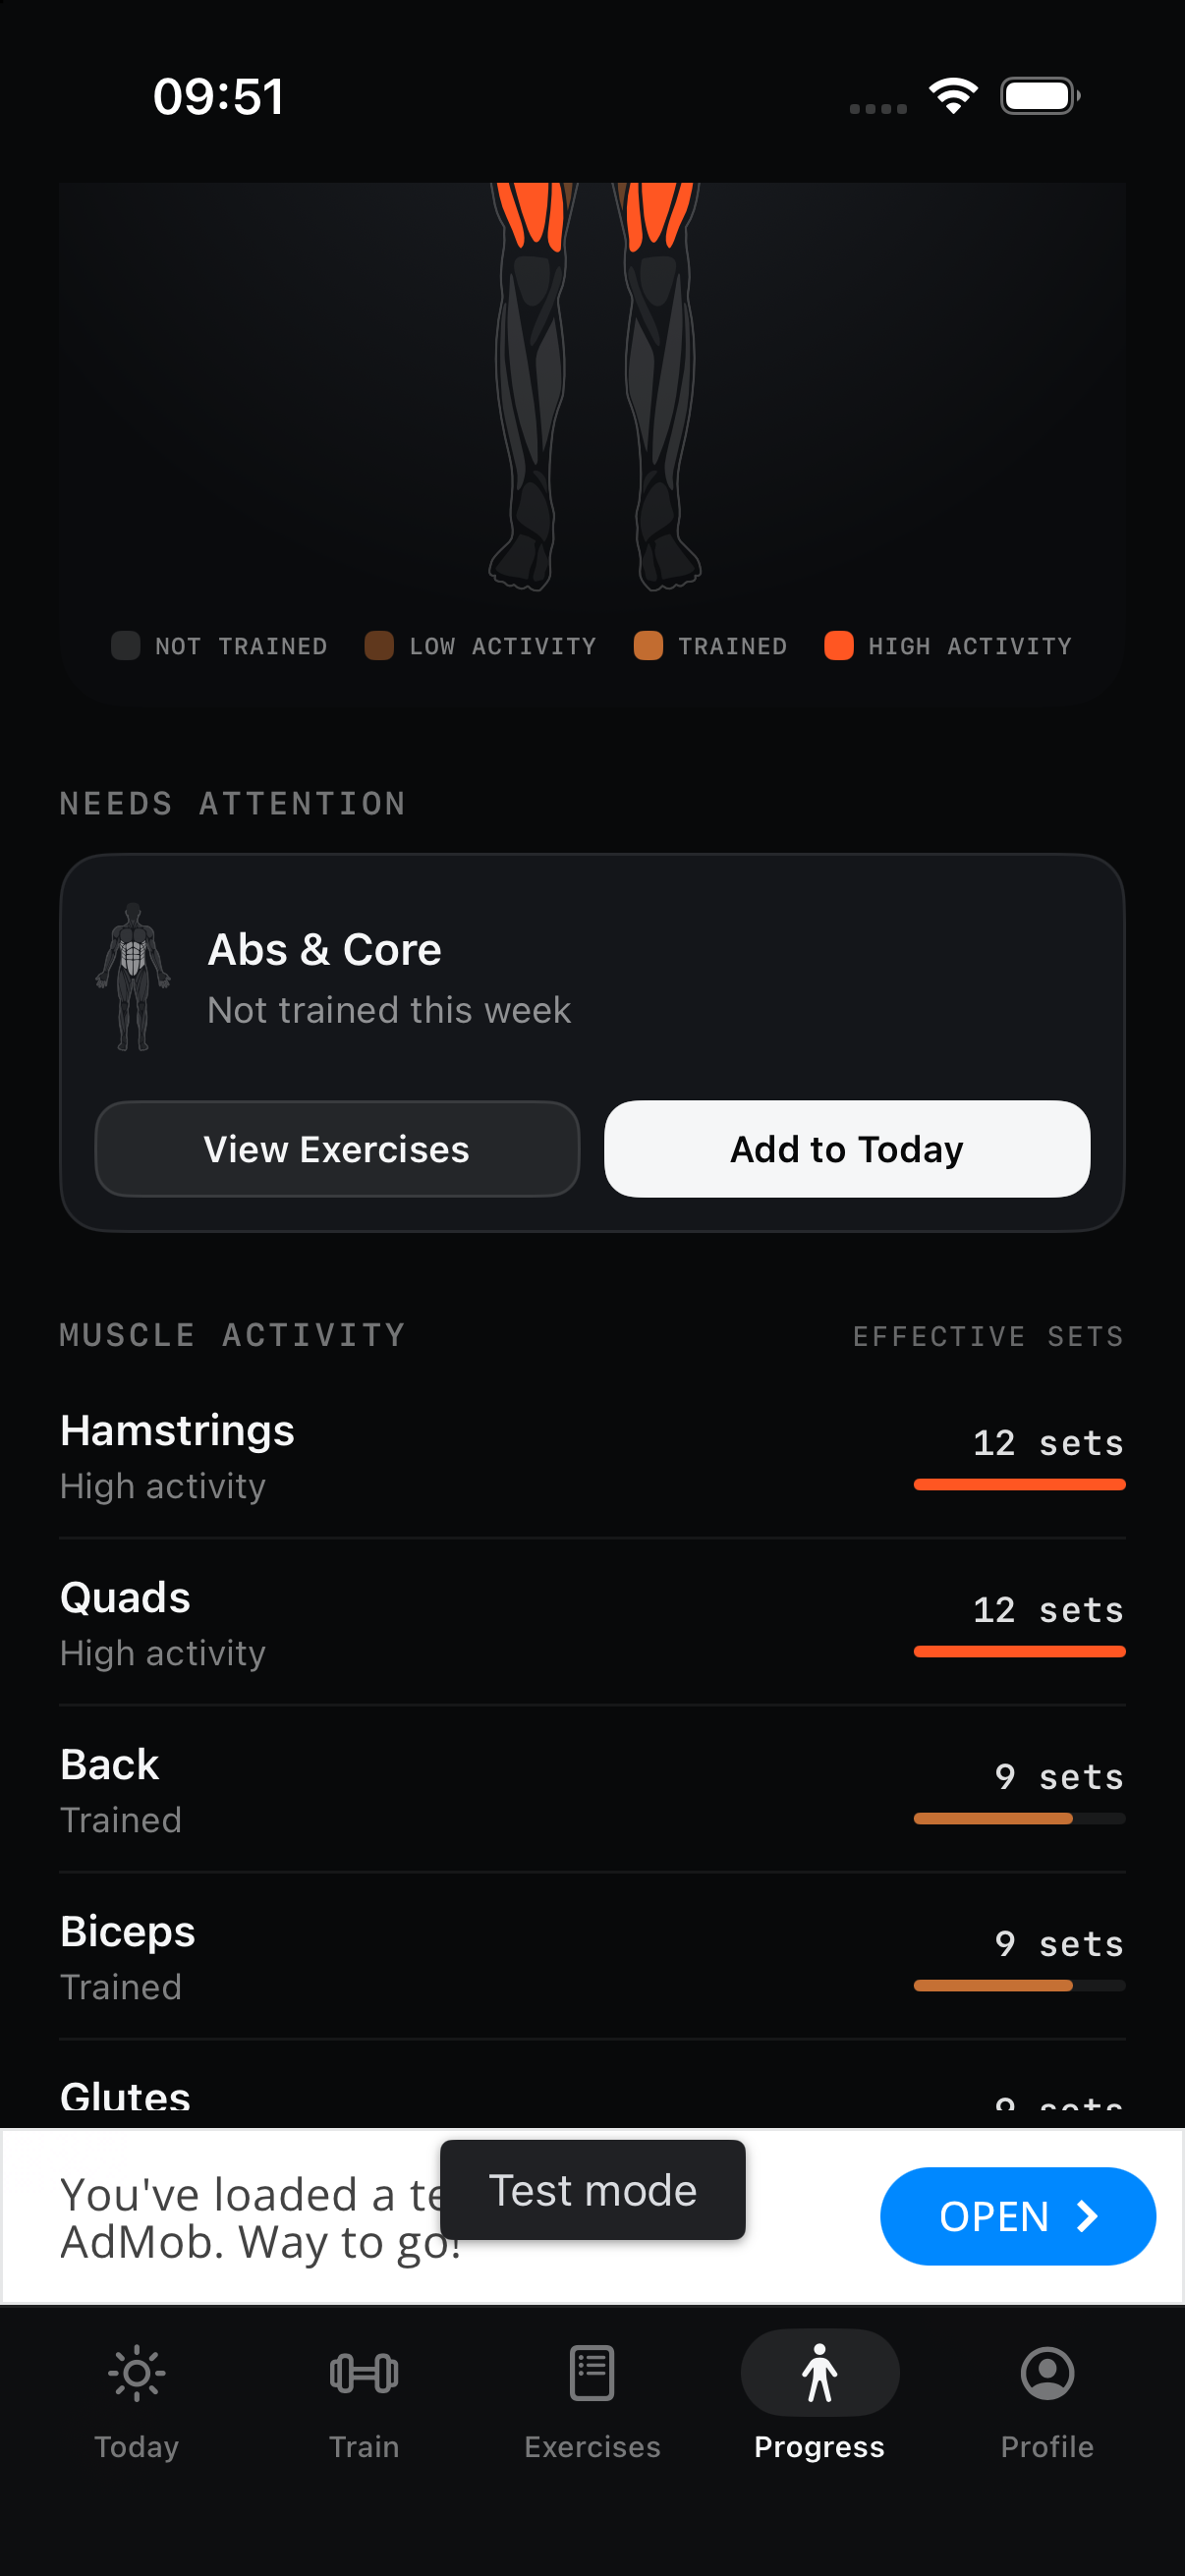 09:51
NOT TRAINED LOW ACTIVITY TRAINED HIGH ACTIVITY
NEEDS ATTENTION
Abs & Core
Not trained this week
View Exercises Add to Today
MUSCLE ACTIVITY EFFECTIVE SETS
Hamstrings
12 sets
High activity
Quads
12 sets
High activity
Back
9 sets
Trained
Biceps
9 sets
Trained
Glutes
9 sets
You've loaded a te
Test mode
AdMob. Way to go!
OPEN
Today Train Exercises Progress Profile